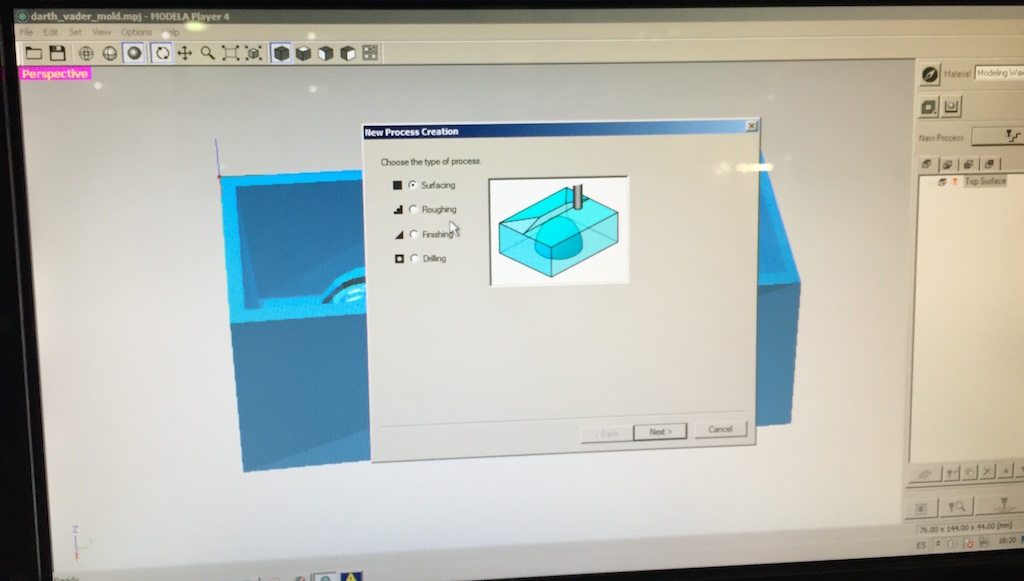 darth_vader_mold.mpj - MODELA Player 4
File Edit Set View Options Help
Perspective
Material Modeling Wax
New Process
Top Surface
New Process Creation
Choose the type of process.
Surfacing
Roughing
Finishing
Drilling
< Back Next > Cancel
Z
76.00 x 144.00 x 44.00 [mm]
ES 18:20